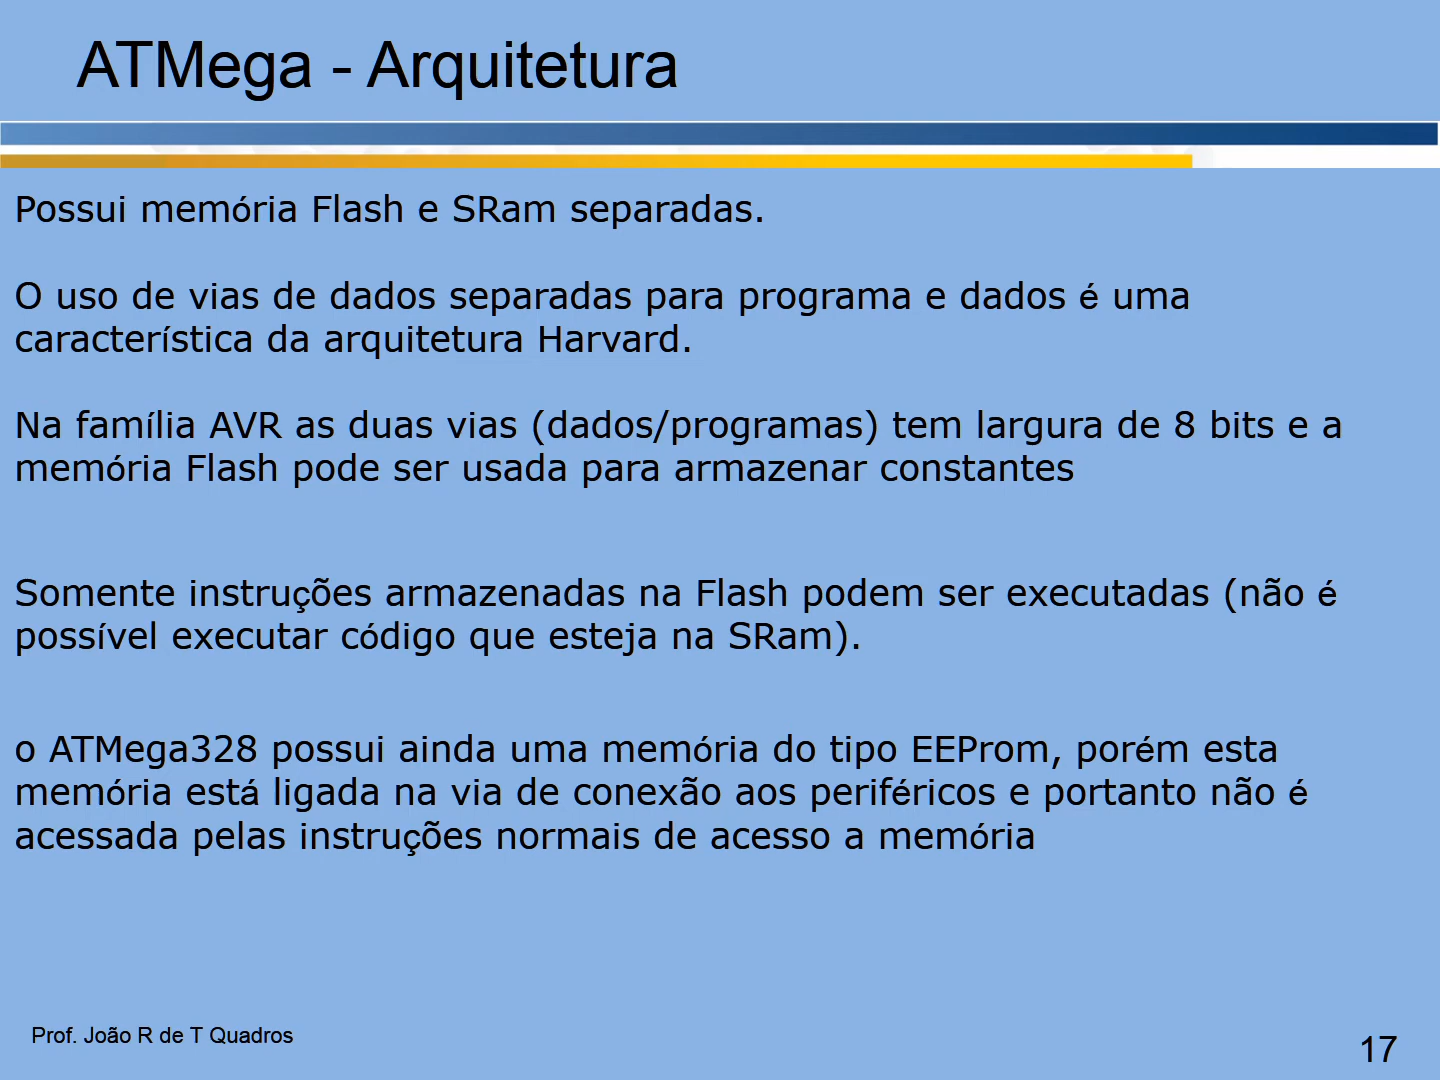 ATMega - Arquitetura
Possui memória Flash e SRam separadas.
O uso de vias de dados separadas para programa e dados é uma
característica da arquitetura Harvard.
Na família AVR as duas vias (dados/programas) tem largura de 8 bits e a
memória Flash pode ser usada para armazenar constantes
Somente instruções armazenadas na Flash podem ser executadas (não é
possível executar código que esteja na SRam).
o ATMega328 possui ainda uma memória do tipo EEProm, porém esta
memória está ligada na via de conexão aos periféricos e portanto não é
acessada pelas instruções normais de acesso a memória
Prof. João R de T Quadros
17